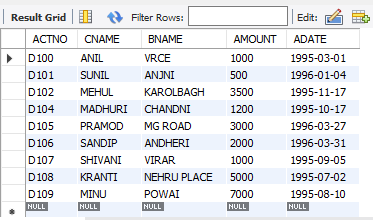 Result Grid Filter Rows: Edit:
ACTNO CNAME BNAME AMOUNT ADATE
D100 ANIL VRCE 1000 1995-03-01
D101 SUNIL ANJNI 500 1996-01-04
D102 MEHUL KAROLBAGH 3500 1995-11-17
D104 MADHURI CHANDNI 1200 1995-10-17
D105 PRAMOD MG ROAD 3000 1996-03-27
D106 SANDIP ANDHERI 2000 1996-03-31
D107 SHIVANI VIRAR 1000 1995-09-05
D108 KRANTI NEHRU PLACE 5000 1995-07-02
D109 MINU POWAI 7000 1995-08-10
NULL NULL NULL NULL NULL